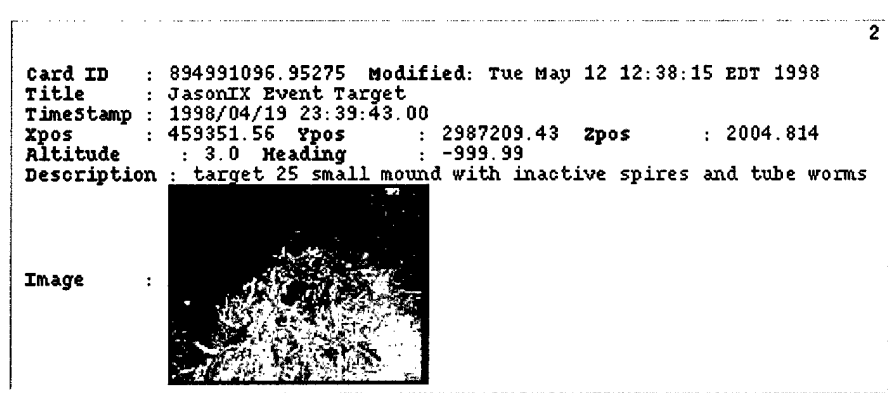 2
Card ID : 894991096.95275 Modified: Tue May 12 12:38:15 EDT 1998
Title : JasonIX Event Target
TimeStamp : 1998/04/19 23:39:43.00
Xpos : 459351.56 Ypos : 2987209.43 Zpos : 2004.814
Altitude : 3.0 Heading : -999.99
Description : target 25 small mound with inactive spires and tube worms
Image :